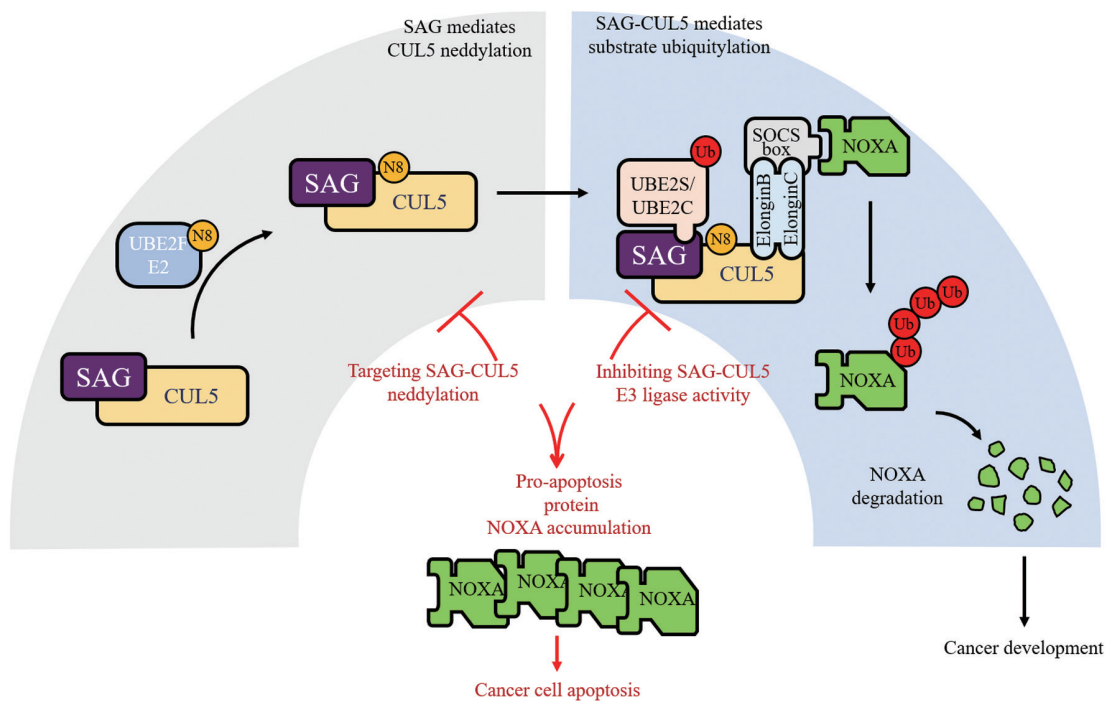 SAG mediates
CUL5 neddylation
SAG-CUL5 mediates
substrate ubiquitylation
UBE2F
E2
N8
SAG
CUL5
SAG
N8
CUL5
Ub
UBE2S/
UBE2C
SAG
N8
CUL5
ElonginB
ElonginC
SOCS
box
NOXA
Ub
Ub
Ub
Ub
NOXA
NOXA
degradation
Cancer development
Targeting SAG-CUL5
neddylation
Inhibiting SAG-CUL5
E3 ligase activity
Pro-apoptosis
protein
NOXA accumulation
NOXA
NOXA
NOXA
NOXA
Cancer cell apoptosis